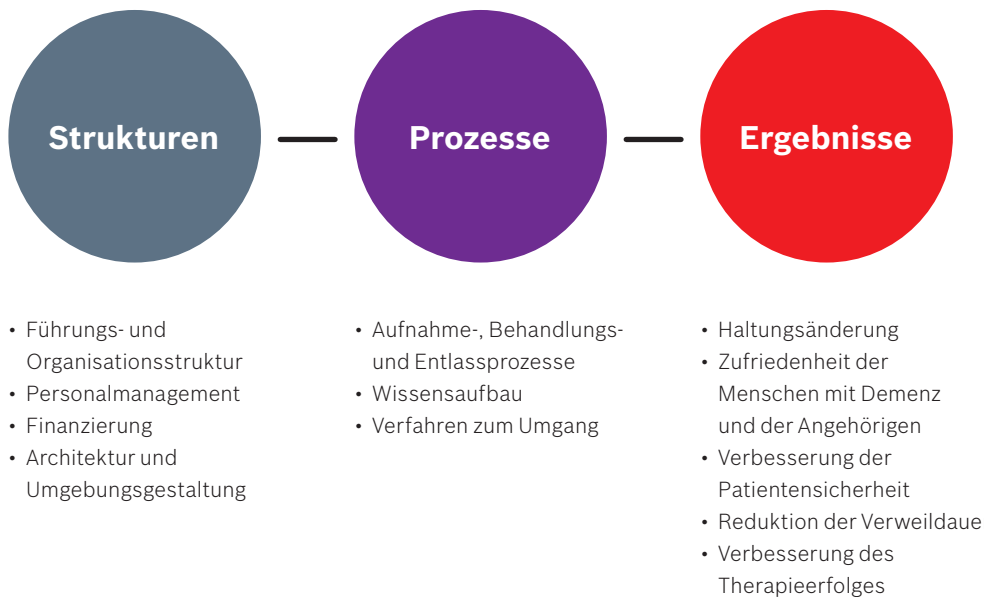 Strukturen
Prozesse
Ergebnisse
• Führungs- und
Organisationsstruktur
• Personalmanagement
• Finanzierung
• Architektur und
Umgebungsgestaltung
• Aufnahme-, Behandlungs-
und Entlassprozesse
• Wissensaufbau
• Verfahren zum Umgang
• Haltungsänderung
• Zufriedenheit der
Menschen mit Demenz
und der Angehörigen
• Verbesserung der
Patientensicherheit
• Reduktion der Verweildaue
• Verbesserung des
Therapieerfolges